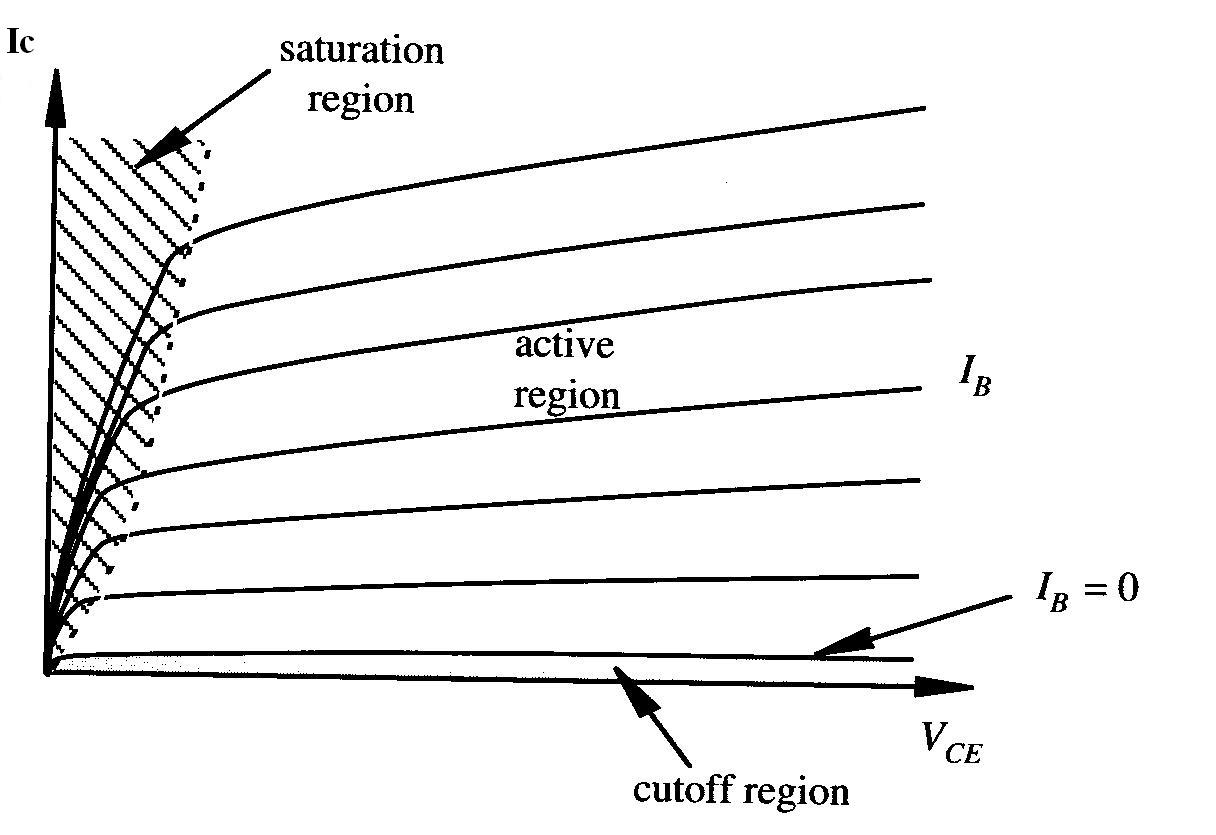 Ic
saturation
region
active
region
I_B
I_B = 0
V_CE
cutoff region